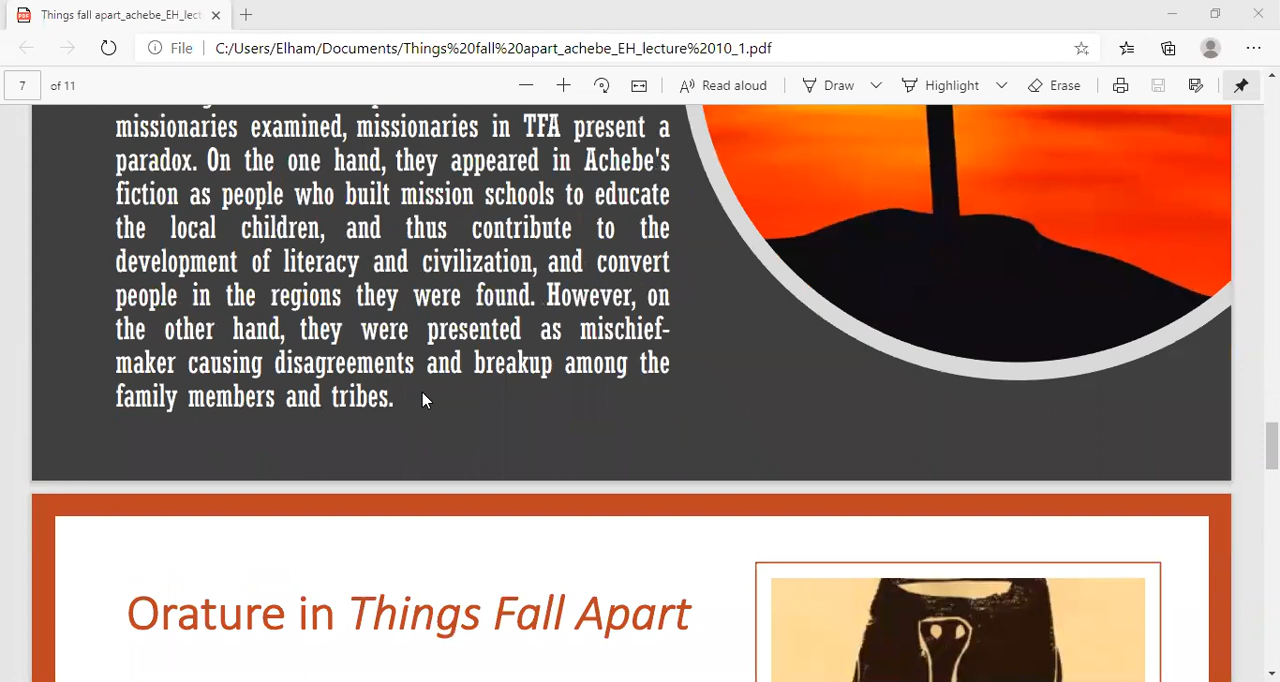 Things fall apart_achebe_EH_lect
File
C:/Users/Elham/Documents/Things%20fall%20apart_achebe_EH_lecture%2010_1.pdf
7 of 11
Read aloud
Draw
Highlight
Erase
missionaries examined, missionaries in TFA present a
paradox. On the one hand, they appeared in Achebe's
fiction as people who built mission schools to educate
the local children, and thus contribute to the
development of literacy and civilization, and convert
people in the regions they were found. However, on
the other hand, they were presented as mischief-
maker causing disagreements and breakup among the
family members and tribes.
Orature in Things Fall Apart